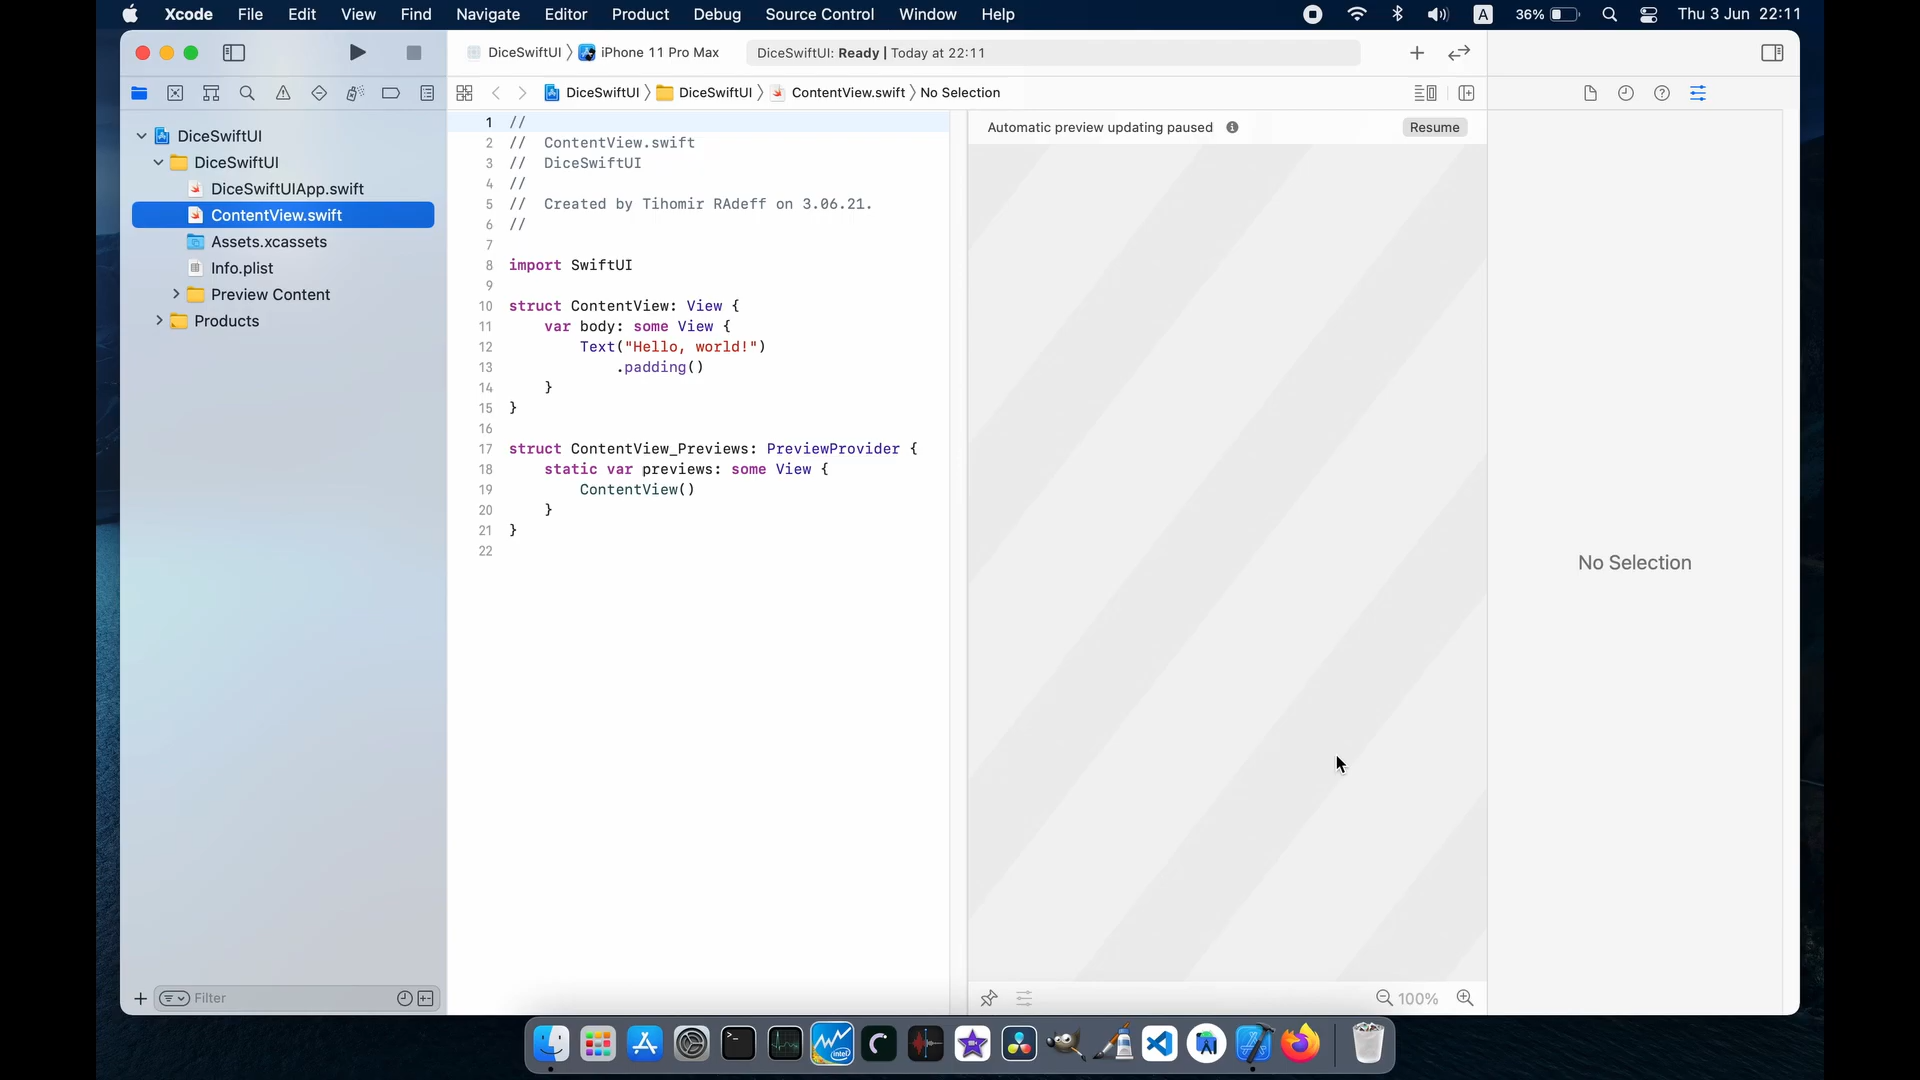 Xcode File Edit View Find Navigate Editor Product Debug Source Control Window Help A 36% Thu 3 Jun 22:11
DiceSwiftUI iPhone 11 Pro Max DiceSwiftUI: Ready | Today at 22:11
DiceSwiftUI DiceSwiftUI ContentView.swift No Selection
DiceSwiftUI
DiceSwiftUI
DiceSwiftUIApp.swift
ContentView.swift
Assets.xcassets
Info.plist
Preview Content
Products
Filter
1 //
2 // ContentView.swift
3 // DiceSwiftUI
4 //
5 // Created by Tihomir RAdeff on 3.06.21.
6 //
7
8 import SwiftUI
9
10 struct ContentView: View {
11 var body: some View {
12 Text("Hello, world!")
13 .padding()
14 }
15 }
16
17 struct ContentView_Previews: PreviewProvider {
18 static var previews: some View {
19 ContentView()
20 }
21 }
22
Automatic preview updating paused Resume
100%
No Selection
intel